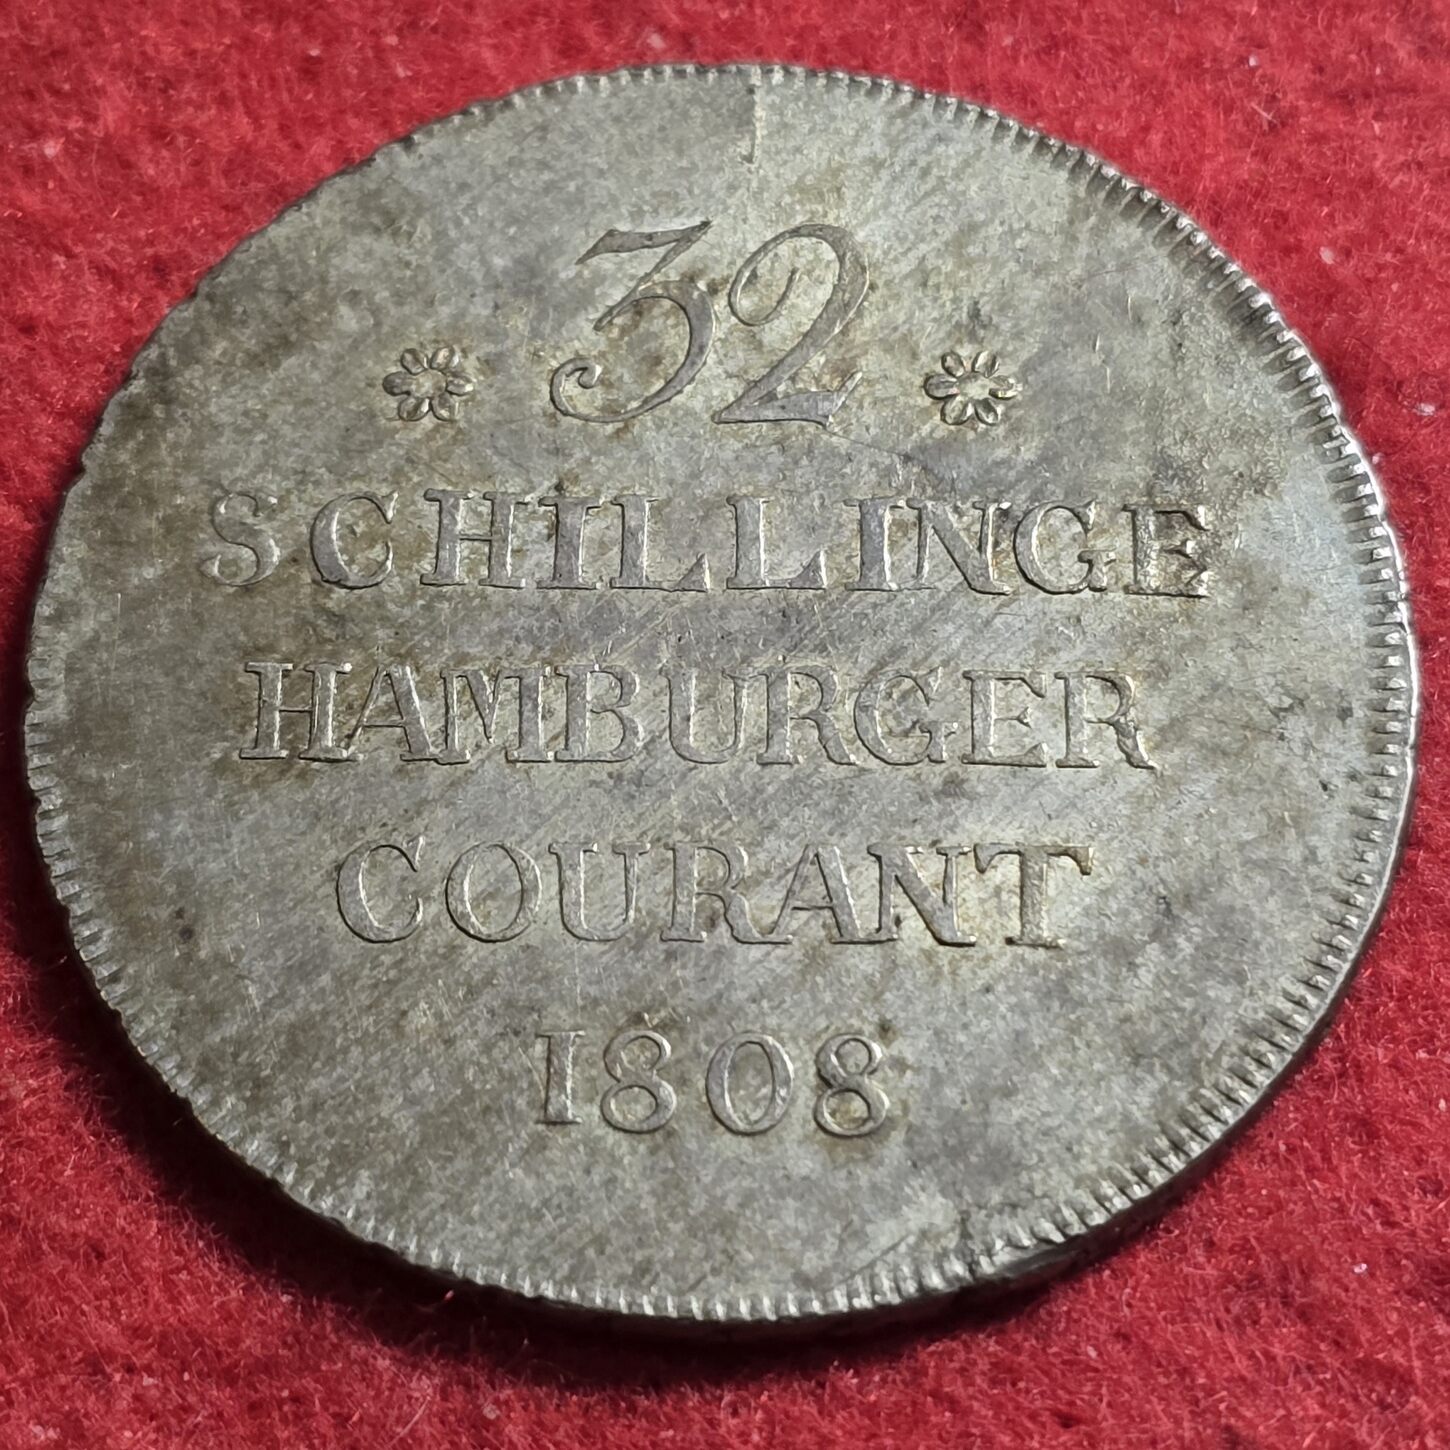 32
SCHILLINGE
HAMBURGER
COURANT
1808